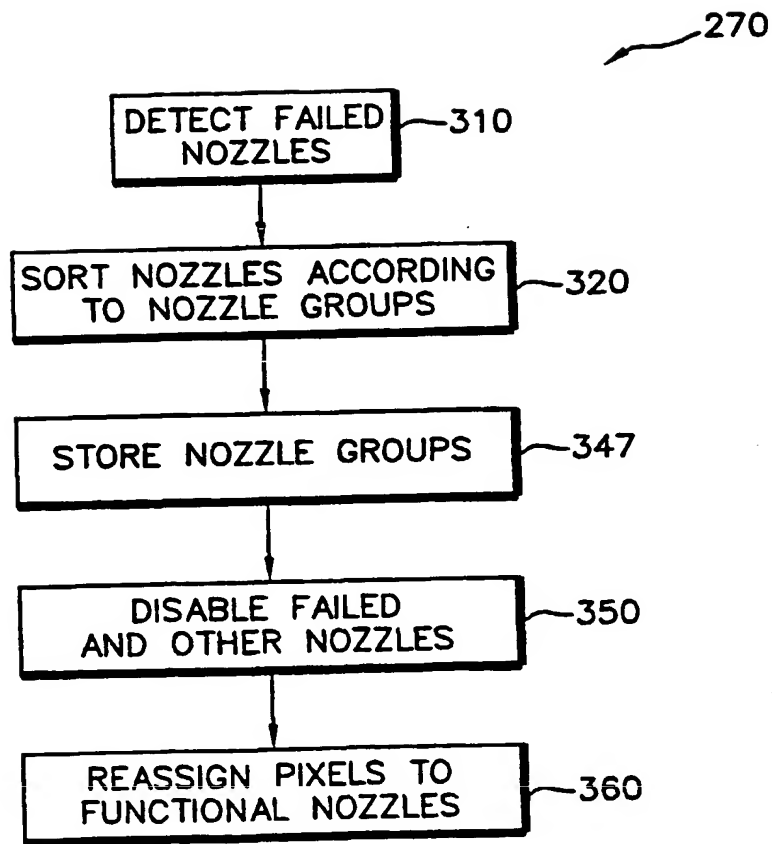 270
DETECT FAILED
NOZZLES
310
SORT NOZZLES ACCORDING
TO NOZZLE GROUPS
320
STORE NOZZLE GROUPS
347
DISABLE FAILED
AND OTHER NOZZLES
350
REASSIGN PIXELS TO
FUNCTIONAL NOZZLES
360